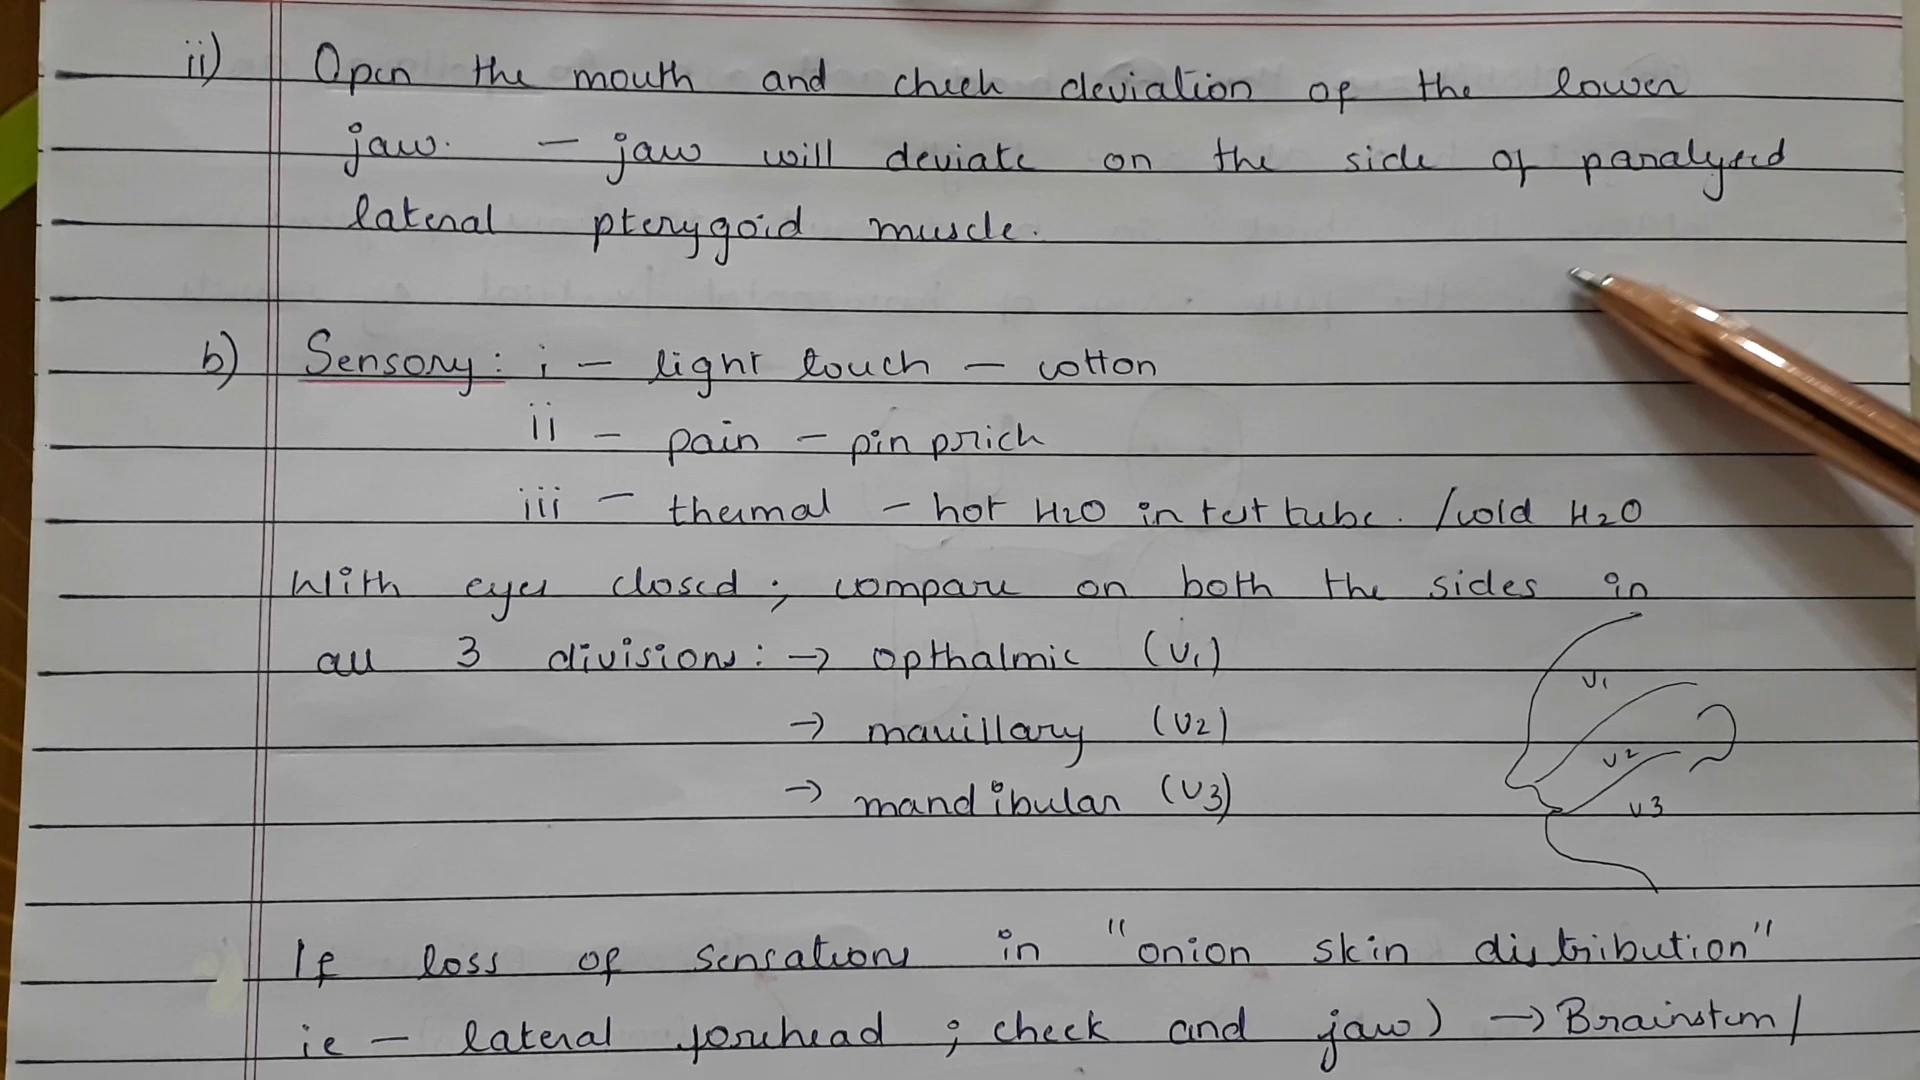 ii) Open the mouth and check deviation of the lower
jaw. – jaw will deviate on the side of paralysed
lateral pterygoid muscle.
b) Sensory: i – light touch – cotton
ii – pain – pin prick
iii – thermal – hot H2O in test tube. /cold H2O
With eyes closed; compare on both the sides in
all 3 divisions: → opthalmic (V1)
→ maxillary (V2)
→ mandibular (V3)
V1
V2
V3
If loss of sensations in "onion skin distribution"
ie – lateral forehead ; check and jaw) → Brainstem/